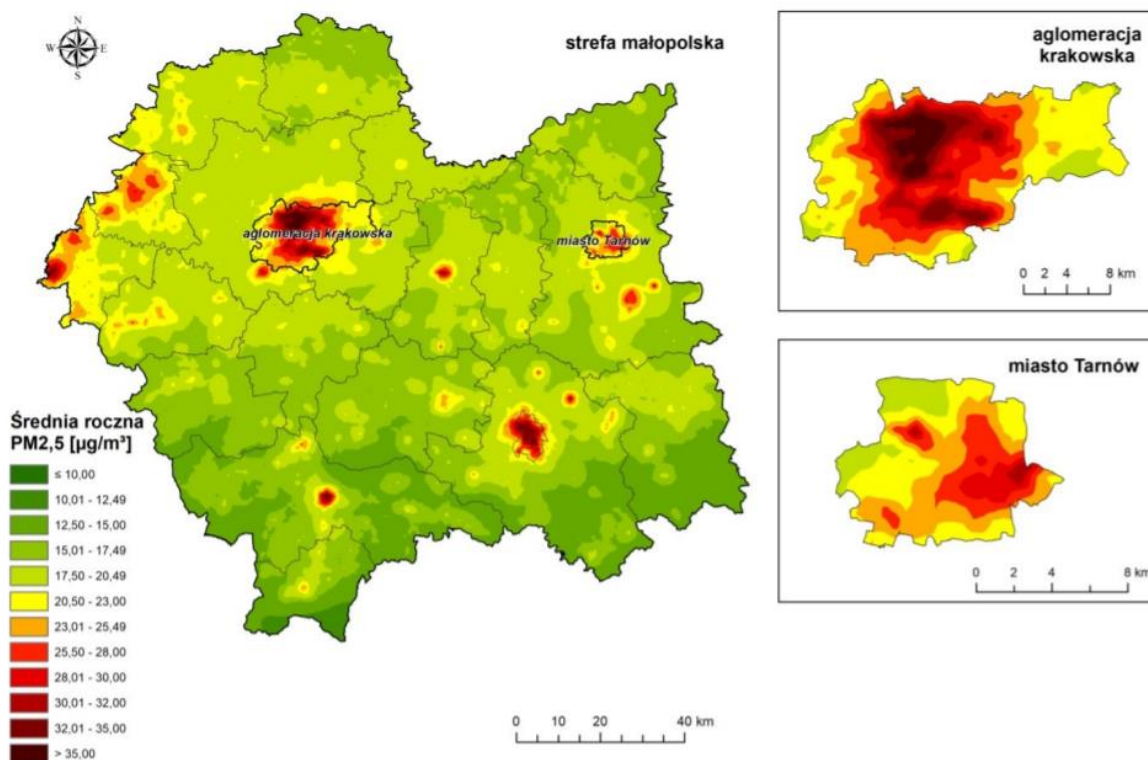 N
W E
S
strefa małopolska
aglomeracja krakowska
miasto Tarnów
Średnia roczna
PM2,5 [µg/m³]
≤ 10,00
10,01 - 12,49
12,50 - 15,00
15,01 - 17,49
17,50 - 20,49
20,50 - 23,00
23,01 - 25,49
25,50 - 28,00
28,01 - 30,00
30,01 - 32,00
32,01 - 35,00
> 35,00
0 10 20 40 km
aglomeracja
krakowska
0 2 4 8 km
miasto Tarnów
0 2 4 8 km